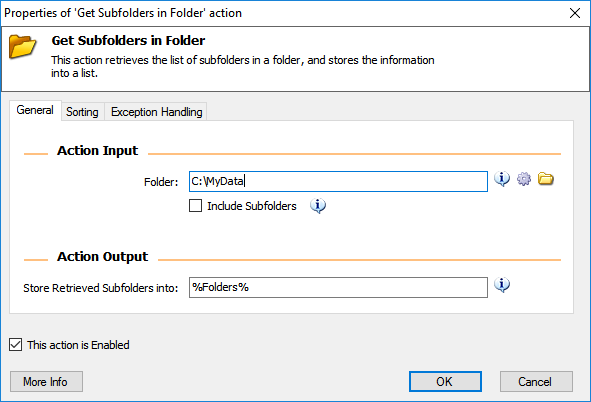 Properties of 'Get Subfolders in Folder' action
Get Subfolders in Folder
This action retrieves the list of subfolders in a folder, and stores the information
into a list.
General Sorting Exception Handling
Action Input
Folder: C:\MyData
Include Subfolders
Action Output
Store Retrieved Subfolders into: %Folders%
This action is Enabled
More Info OK Cancel